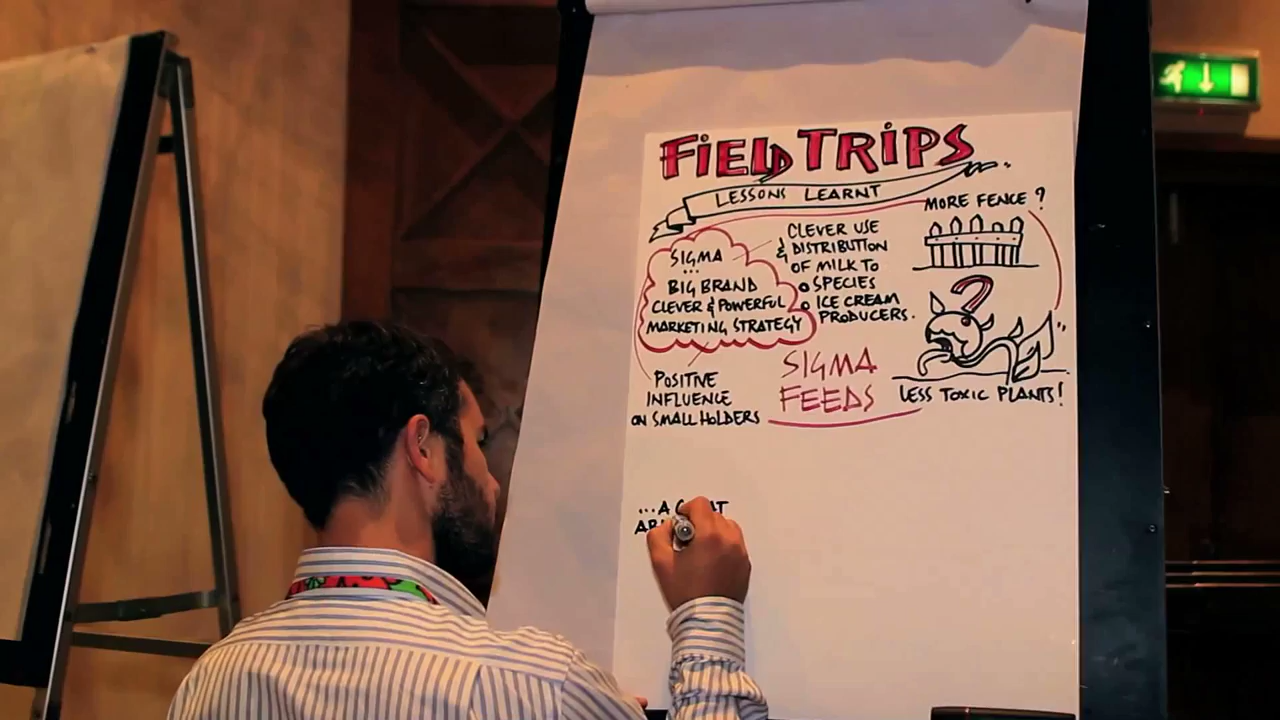 FIELD TRIPS
LESSONS LEARNT
MORE FENCE ?
SIGMA
...
BIG BRAND
CLEVER & POWERFUL
MARKETING STRATEGY
CLEVER USE
& DISTRIBUTION
OF MILK TO
SPECIES
ICE CREAM
PRODUCERS.
?
LESS TOXIC PLANTS!
SIGMA
FEEDS
POSITIVE
INFLUENCE
ON SMALL HOLDERS
...A